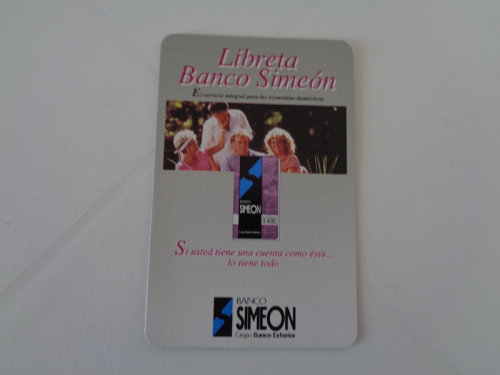 Libreta
Banco Simeón
El servicio integral para las economías domésticas
BANCO
SIMEON
Si usted tiene una cuenta como ésta...
lo tiene todo.
BANCO
SIMEON
Grupo Banco Exterior